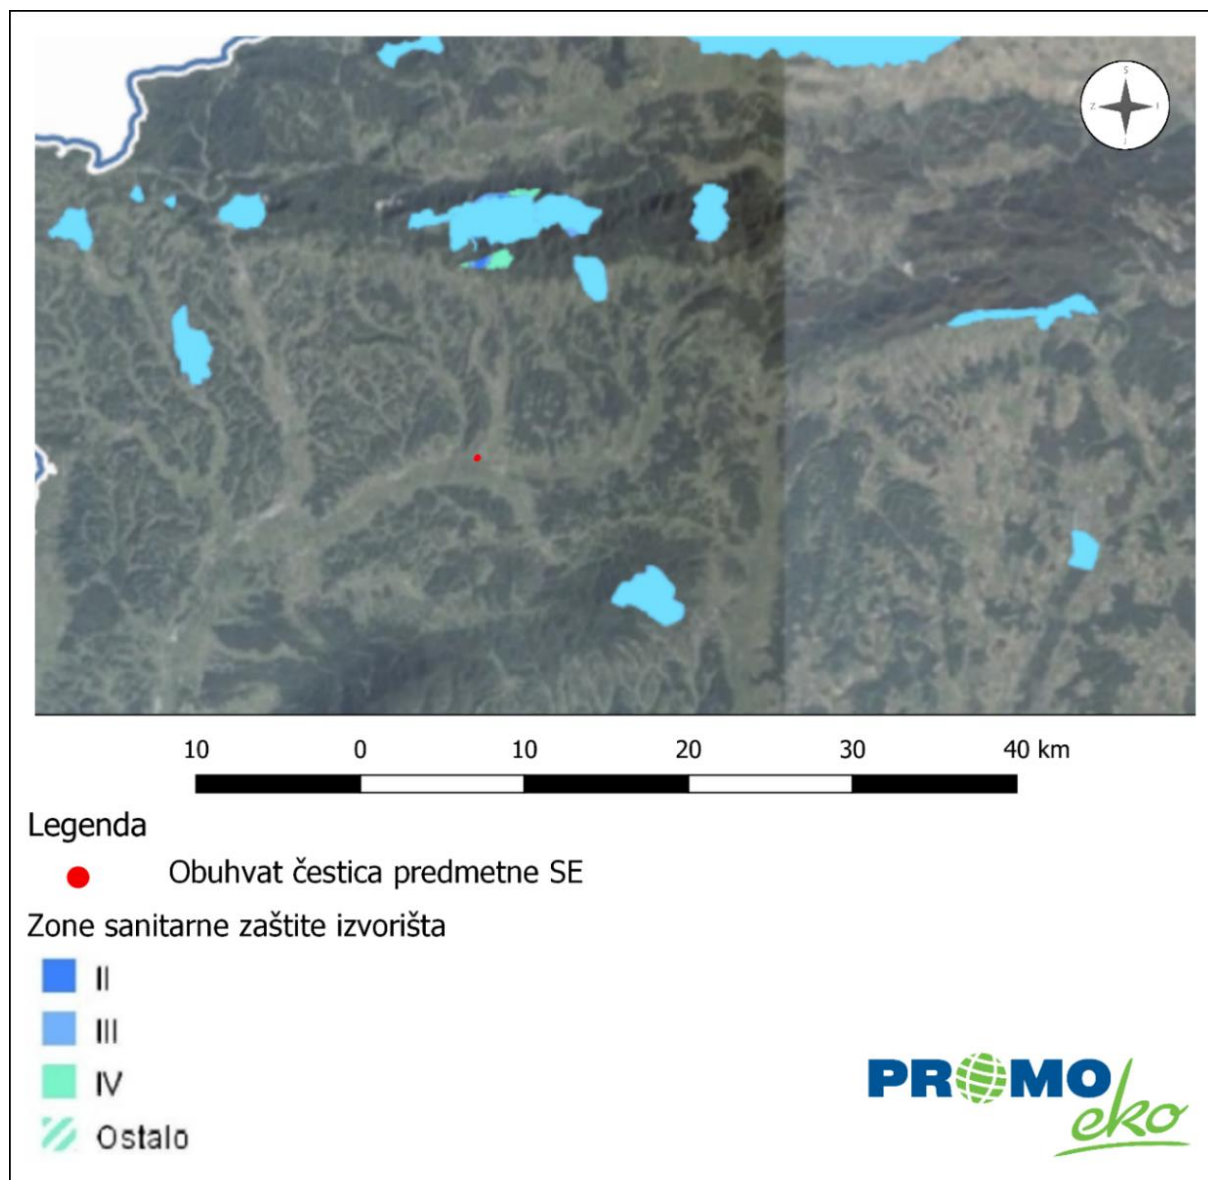 S
Z
I
J
10 0 10 20 30 40 km
Legenda
Obuhvat čestica predmetne SE
Zone sanitarne zaštite izvorišta
II
III
IV
Ostalo
PROMO
eko